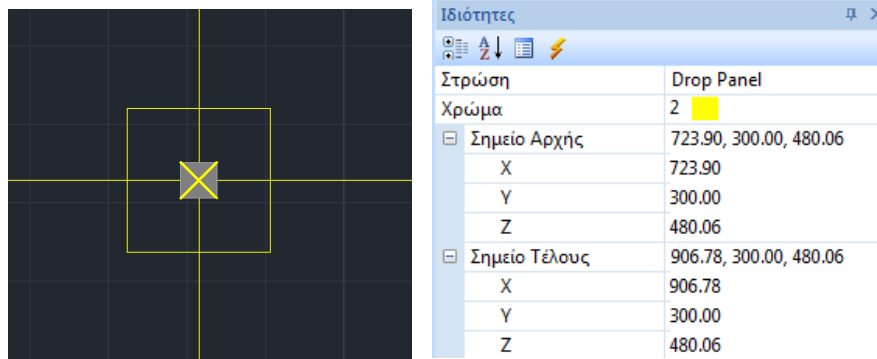 Ιδιότητες
Στρώση Drop Panel
Χρώμα 2
Σημείο Αρχής 723.90, 300.00, 480.06
X 723.90
Y 300.00
Z 480.06
Σημείο Τέλους 906.78, 300.00, 480.06
X 906.78
Y 300.00
Z 480.06